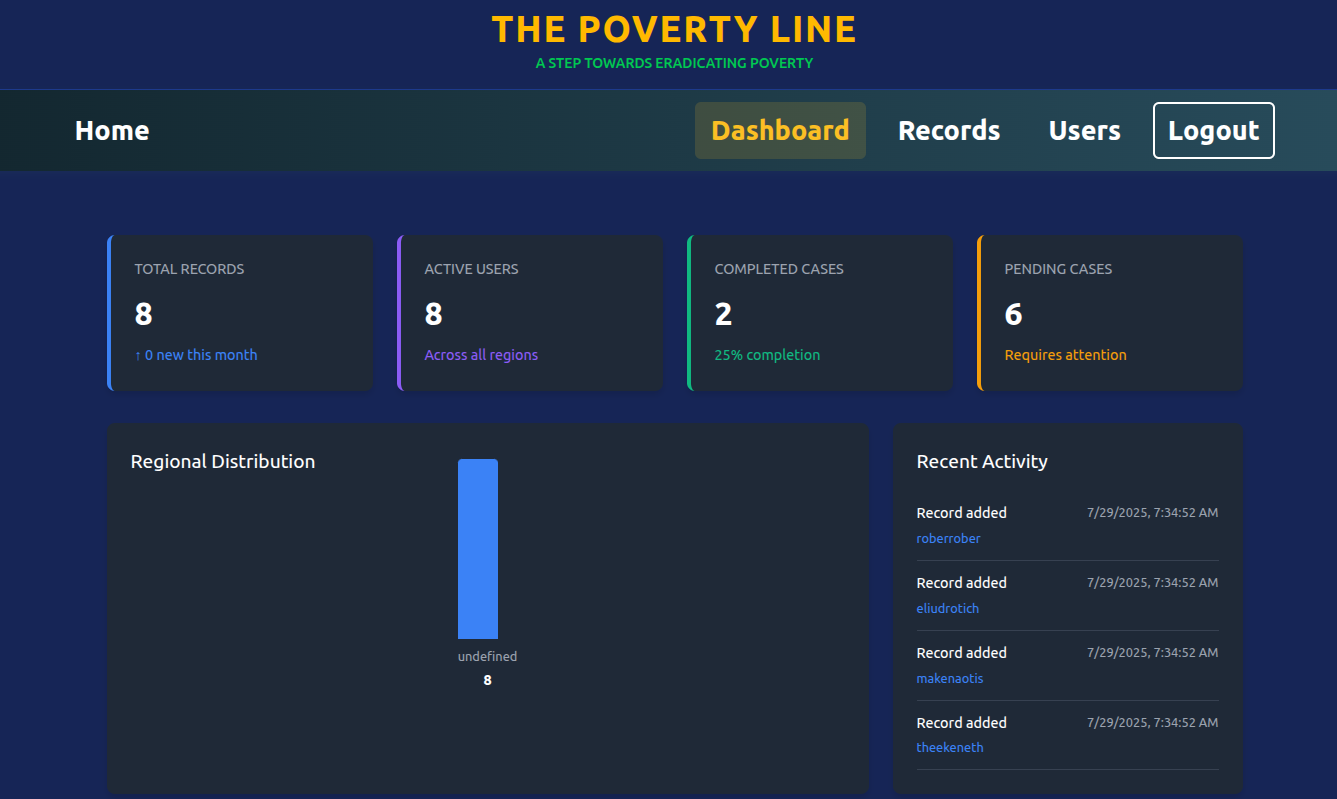 THE POVERTY LINE
A STEP TOWARDS ERADICATING POVERTY
Home
Dashboard
Records
Users
Logout
TOTAL RECORDS
8
↑ 0 new this month
ACTIVE USERS
8
Across all regions
COMPLETED CASES
2
25% completion
PENDING CASES
6
Requires attention
Regional Distribution
undefined
8
Recent Activity
Record added 7/29/2025, 7:34:52 AM
roberrober
Record added 7/29/2025, 7:34:52 AM
eliudrotich
Record added 7/29/2025, 7:34:52 AM
makenaotis
Record added 7/29/2025, 7:34:52 AM
theekeneth